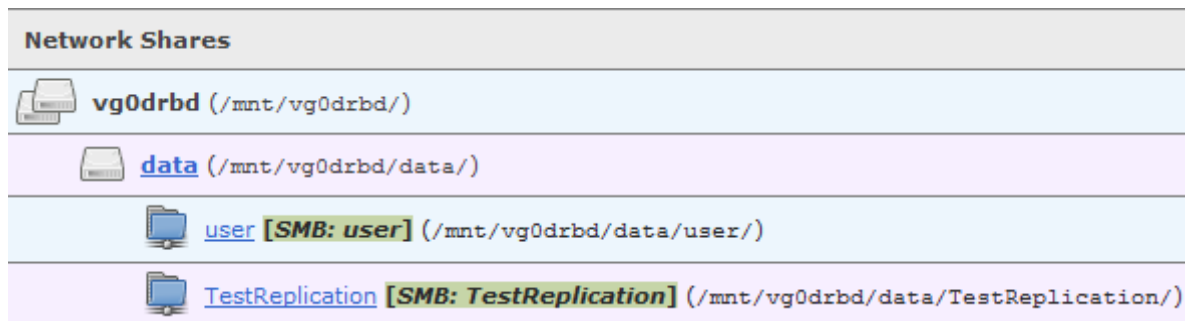 Network Shares
vg0drbd (/mnt/vg0drbd/)
data (/mnt/vg0drbd/data/)
user [SMB: user] (/mnt/vg0drbd/data/user/)
TestReplication [SMB: TestReplication] (/mnt/vg0drbd/data/TestReplication/)